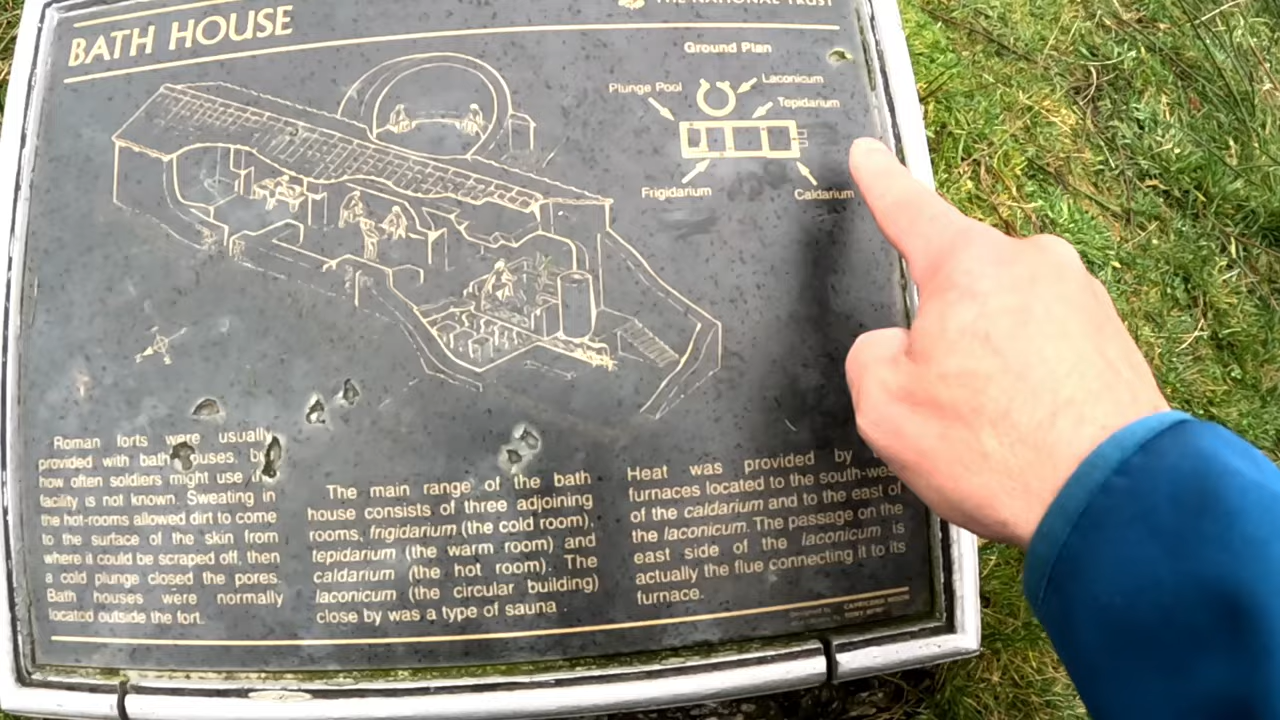 BATH HOUSE
THE NATIONAL TRUST
Ground Plan
Plunge Pool
Laconicum
Tepidarium
Frigidarium
Caldarium
Roman forts were usually
provided with bath houses, but
how often soldiers might use the
facility is not known. Sweating in
the hot-rooms allowed dirt to come
to the surface of the skin from
where it could be scraped off, then
a cold plunge closed the pores.
Bath houses were normally
located outside the fort.
The main range of the bath
house consists of three adjoining
rooms, frigidarium (the cold room),
tepidarium (the warm room) and
caldarium (the hot room). The
laconicum (the circular building)
close by was a type of sauna.
Heat was provided by
furnaces located to the south-west
of the caldarium and to the east of
the laconicum. The passage on the
east side of the laconicum is
actually the flue connecting it to its
furnace.
Designed by